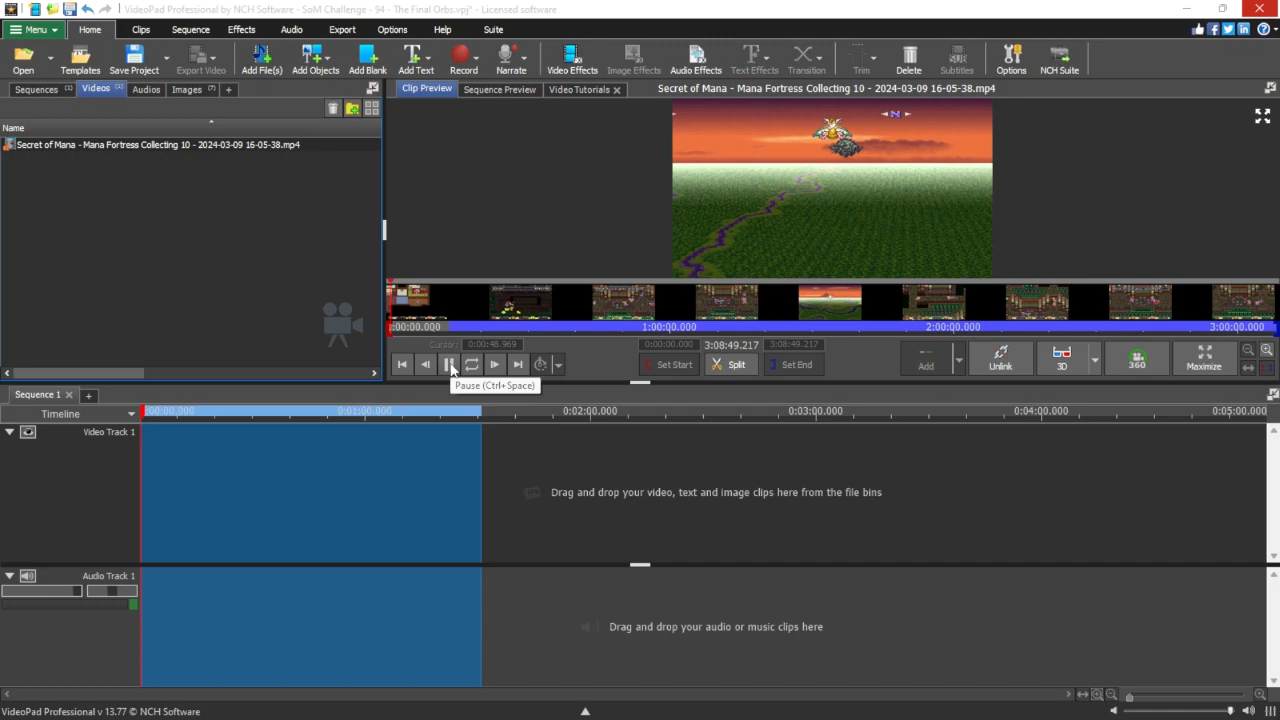 VideoPad Professional by NCH Software - SoM Challenge - 94 - The Final Orbs.vpj* - Licensed software
Menu Home Clips Sequence Effects Audio Export Options Help Suite
Open Templates Save Project Export Video Add File(s) Add Objects Add Blank Add Text Record Narrate Video Effects Image Effects Audio Effects Text Effects Transition Trim Delete Subtitles Options NCH Suite
Sequences (1) Videos (1) Audios Images (7) +
Clip Preview Sequence Preview Video Tutorials Secret of Mana - Mana Fortress Collecting 10 - 2024-03-09 16-05-38.mp4
Name
Secret of Mana - Mana Fortress Collecting 10 - 2024-03-09 16-05-38.mp4
N
:00:00.000 1:00:00.000 2:00:00.000 3:00:00.000
Cursor: 0:00:48.969 0:00:00.000 3:08:49.217 3:08:49.217
Set Start Split Set End Add Unlink 3D 360 Maximize
Pause (Ctrl+Space)
Sequence 1 +
Timeline :00:00.000 0:01:00.000 0:02:00.000 0:03:00.000 0:04:00.000 0:05:00.000
Video Track 1
Drag and drop your video, text and image clips here from the file bins
Audio Track 1
Drag and drop your audio or music clips here
VideoPad Professional v 13.77 © NCH Software